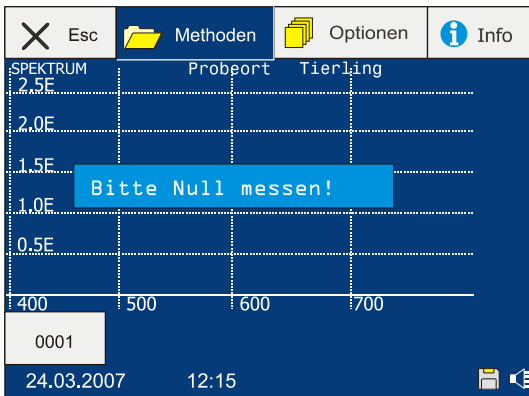 Esc Methoden Optionen Info
SPEKTRUM Probeort Tierling
2,5E
2.0E
1.5E
Bitte Null messen!
1.0E
0.5E
400 500 600 700
0001
24.03.2007 12:15